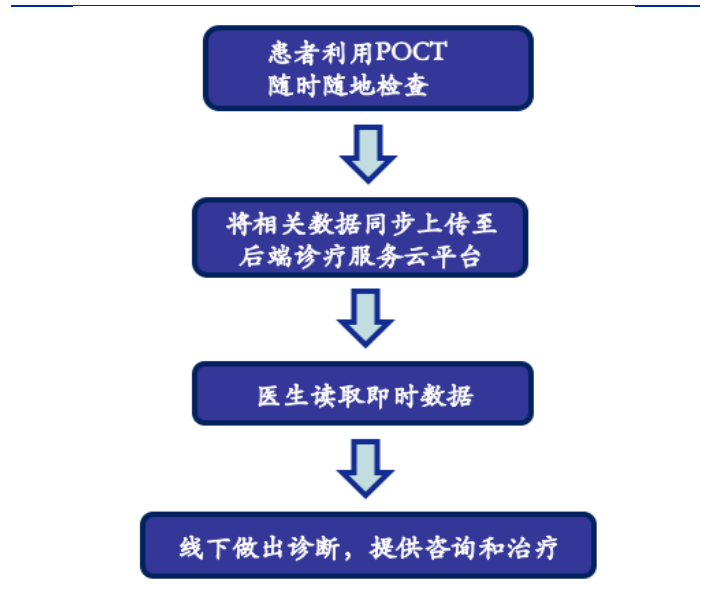 患者利用POCT
随时随地检查
将相关数据同步上传至
后端诊疗服务云平台
医生读取即时数据
线下做出诊断，提供咨询和治疗